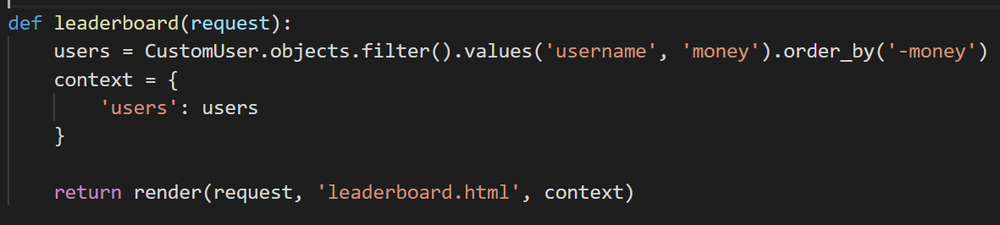 def leaderboard(request):
    users = CustomUser.objects.filter().values('username', 'money').order_by('-money')
    context = {
        'users': users
    }
    return render(request, 'leaderboard.html', context)